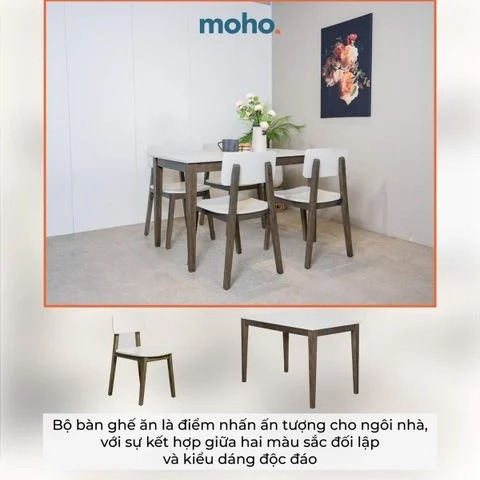 moho.
Bộ bàn ghế ăn là điểm nhấn ấn tượng cho ngôi nhà,
với sự kết hợp giữa hai màu sắc đối lập
và kiểu dáng độc đáo